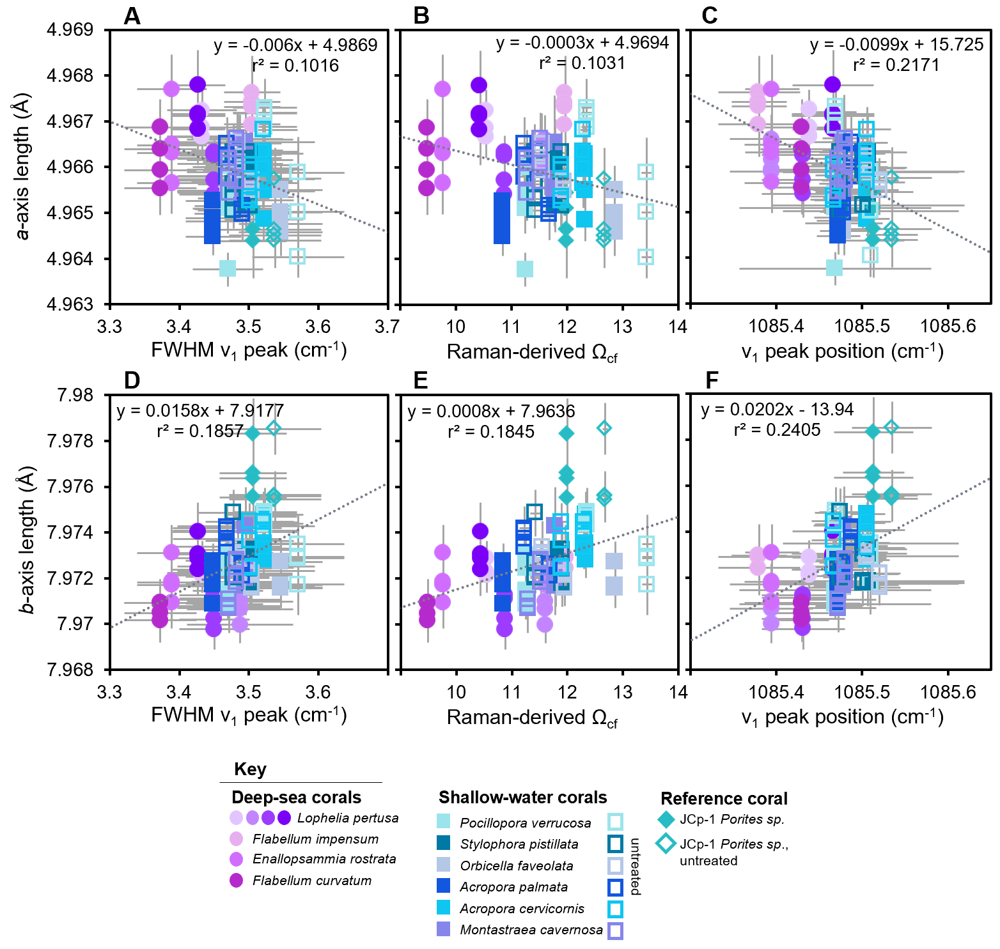 A
B
C
4.969
4.968
4.967
4.966
4.965
4.964
4.963
a-axis length (Å)
y = -0.006x + 4.9869
r² = 0.1016
y = -0.0003x + 4.9694
r² = 0.1031
y = -0.0099x + 15.725
r² = 0.2171
3.3 3.4 3.5 3.6 3.7
10 11 12 13 14
1085.4 1085.5 1085.6
FWHM v₁ peak (cm⁻¹)
Raman-derived Ωcf
v₁ peak position (cm⁻¹)
D
E
F
7.98
7.978
7.976
7.974
7.972
7.97
7.968
b-axis length (Å)
y = 0.0158x + 7.9177
r² = 0.1857
y = 0.0008x + 7.9636
r² = 0.1845
y = 0.0202x - 13.94
r² = 0.2405
3.3 3.4 3.5 3.6
10 11 12 13 14
1085.4 1085.5 1085.6
FWHM v₁ peak (cm⁻¹)
Raman-derived Ωcf
v₁ peak position (cm⁻¹)
Key
Deep-sea corals
Lophelia pertusa
Flabellum impensum
Enallopsammia rostrata
Flabellum curvatum
Shallow-water corals
Pocillopora verrucosa
Stylophora pistillata
Orbicella faveolata
Acropora palmata
Acropora cervicornis
Montastraea cavernosa
untreated
Reference coral
JCp-1 Porites sp.
JCp-1 Porites sp.,
untreated